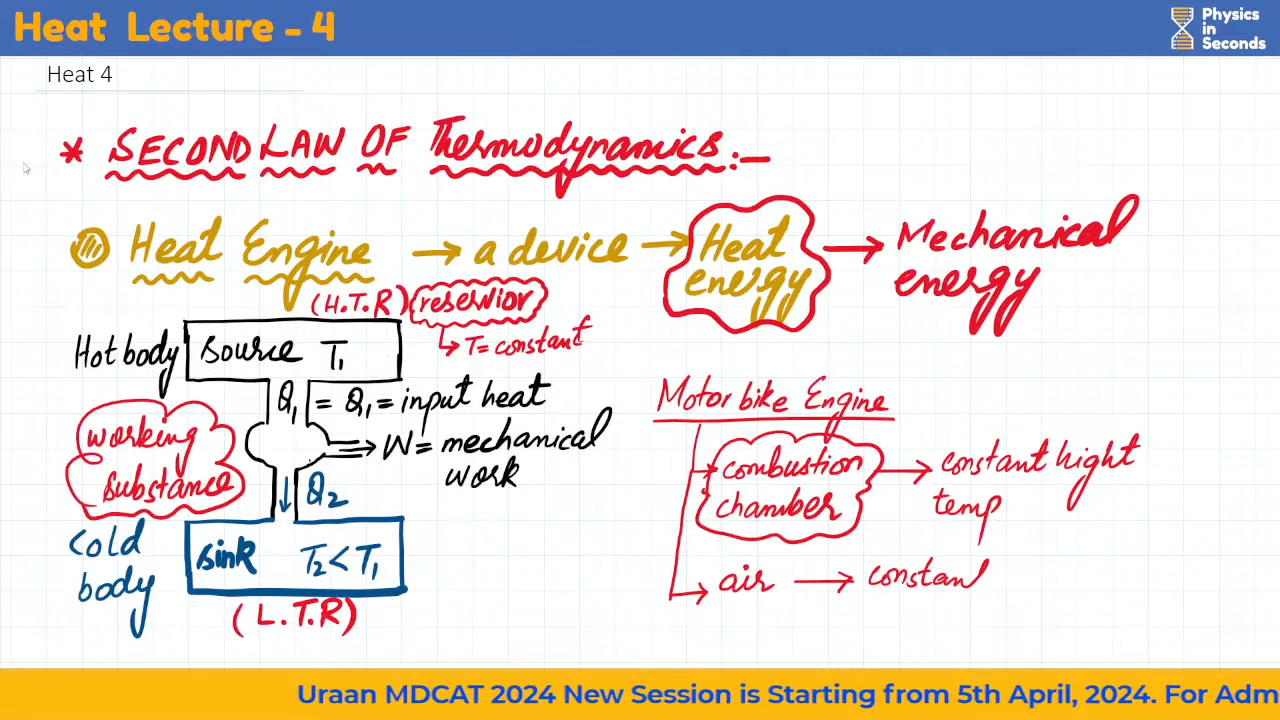 Heat Lecture - 4
Physics
in
Seconds
Heat 4
* SECOND LAW OF Thermodynamics :-
Heat Engine → a device → Heat energy → Mechanical energy
(H.T.R) reservior
↳ T = constant
Hot body
Source T₁
Q₁ = Q₁ = input heat
⇒ W = mechanical work
working
substance
↓ Q₂
Cold
body
sink T₂ < T₁
(L.T.R)
Motor bike Engine
→ combustion chamber → constant hight temp
→ air → constan
Uraan MDCAT 2024 New Session is Starting from 5th April, 2024. For Adm